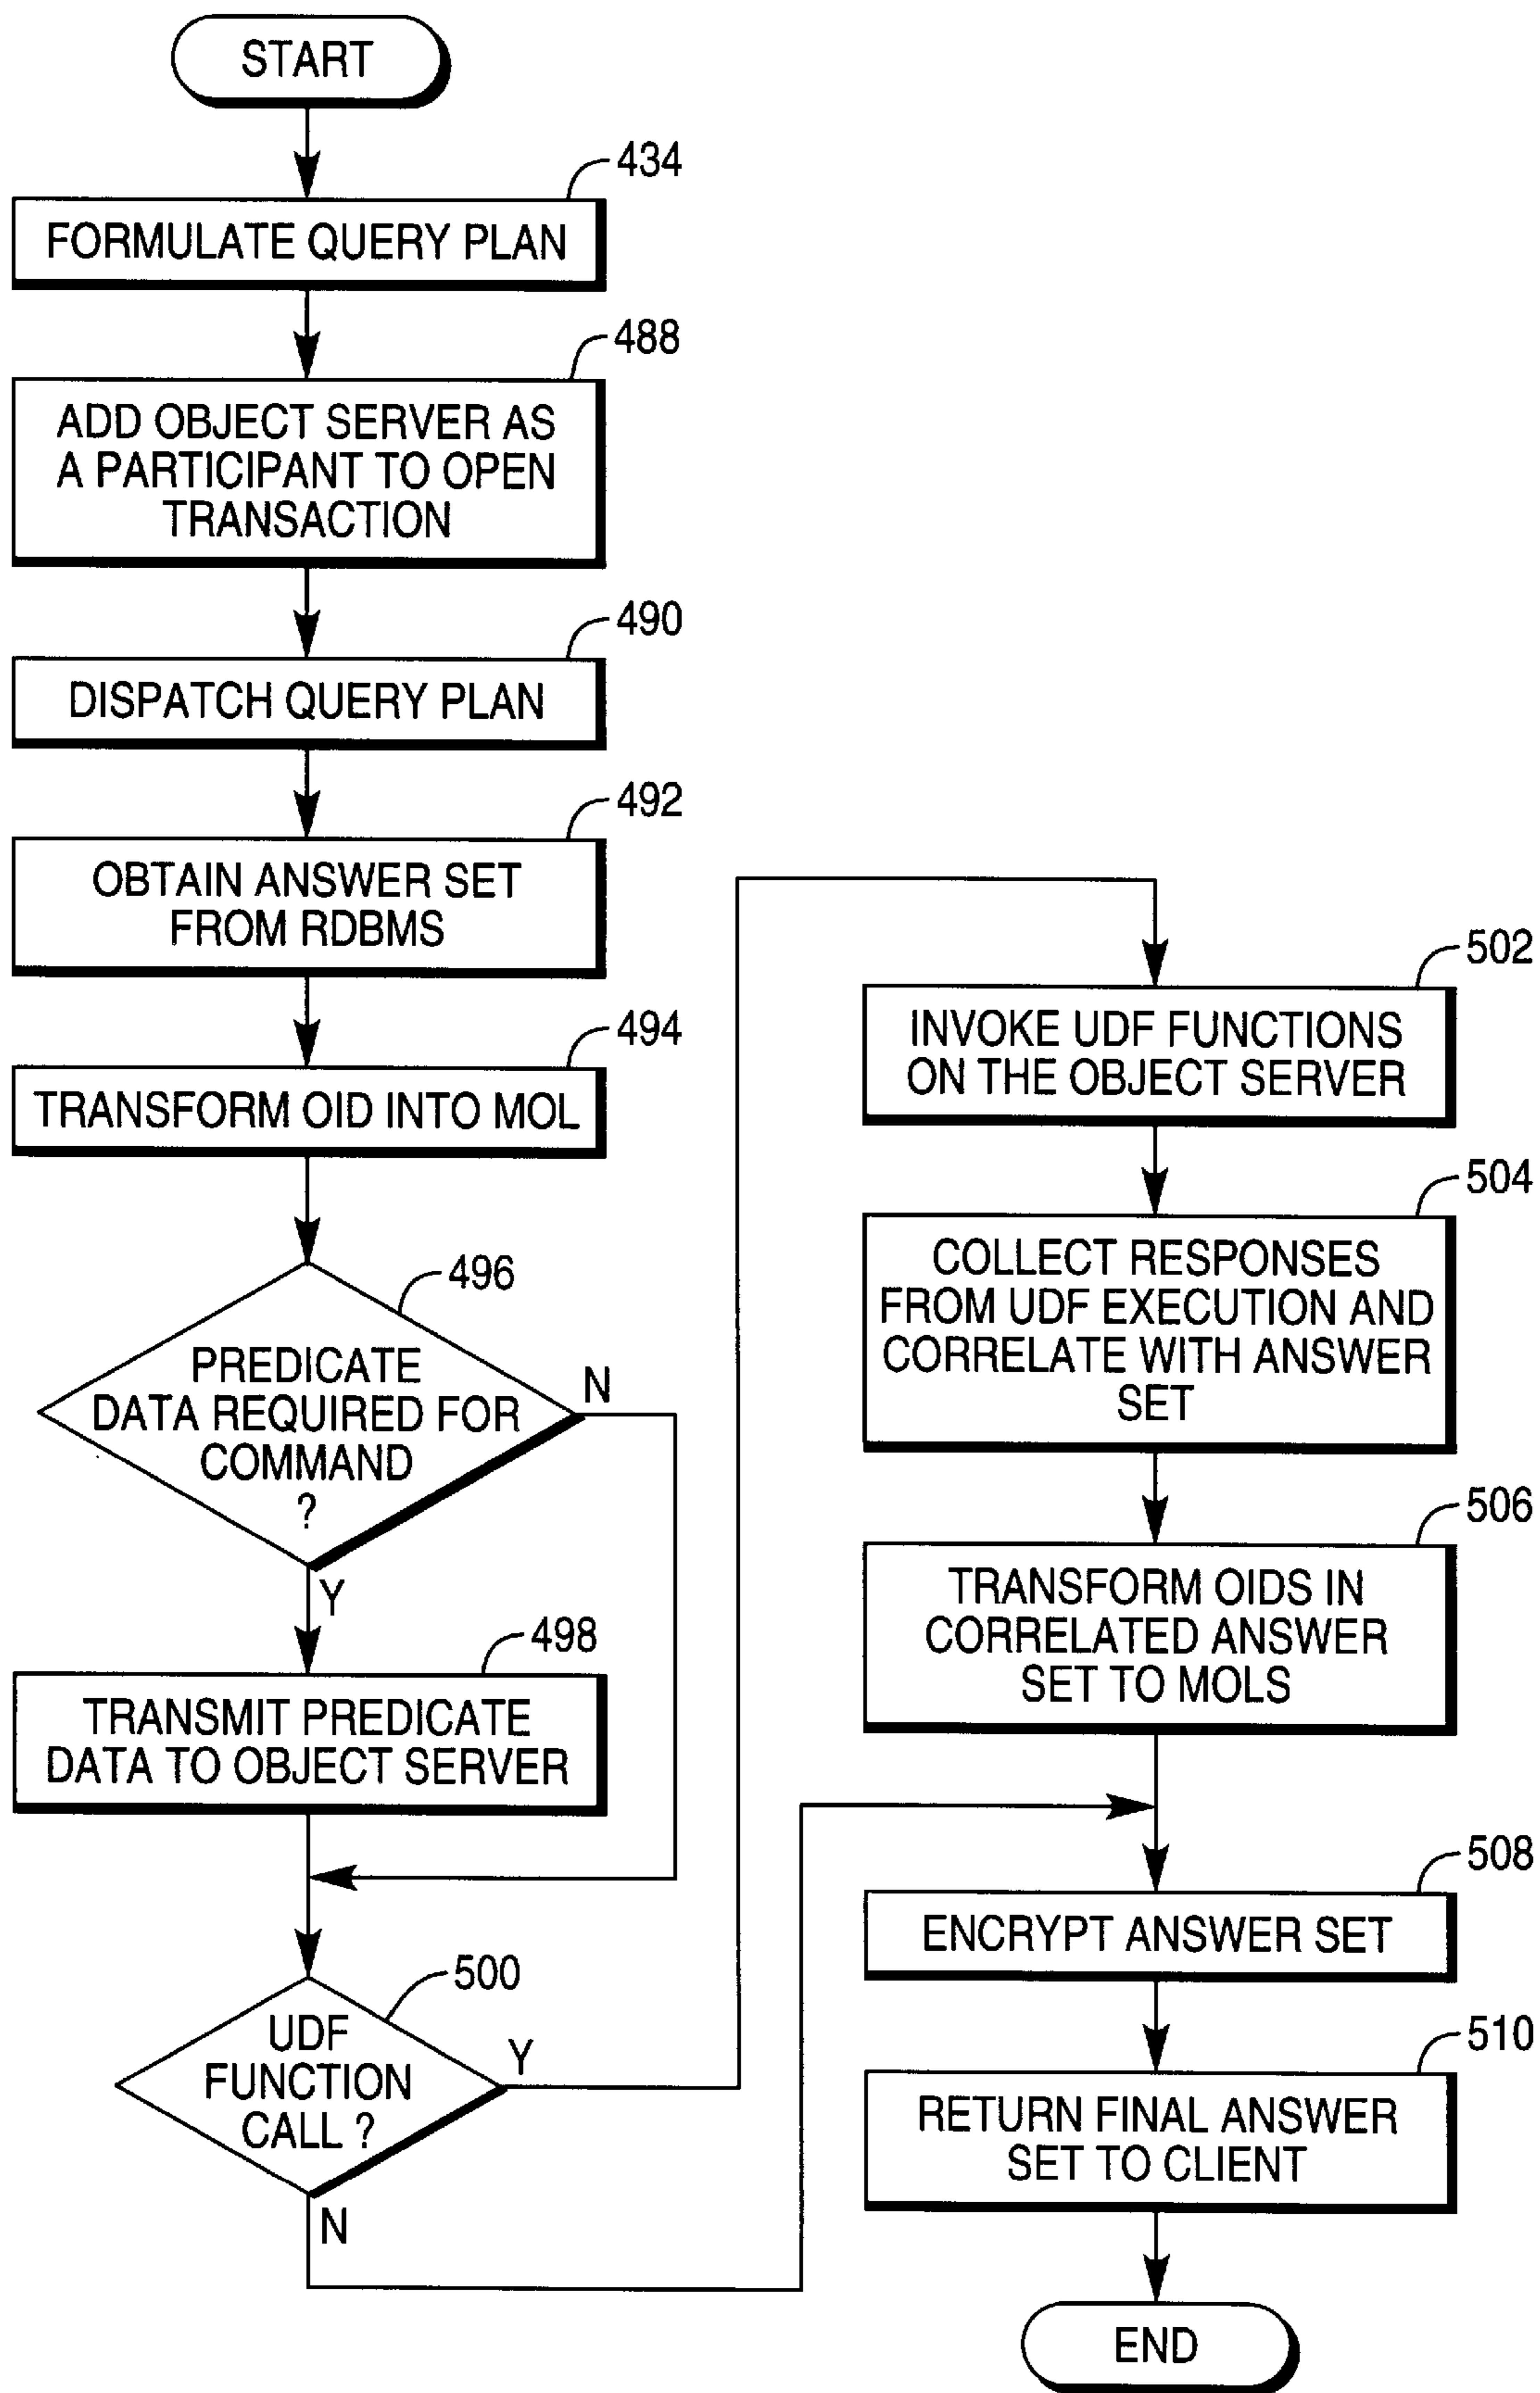 START
434
FORMULATE QUERY PLAN
488
ADD OBJECT SERVER AS
A PARTICIPANT TO OPEN
TRANSACTION
490
DISPATCH QUERY PLAN
492
OBTAIN ANSWER SET
FROM RDBMS
494
TRANSFORM OID INTO MOL
496
PREDICATE
DATA REQUIRED FOR
COMMAND
?
N
Y
498
TRANSMIT PREDICATE
DATA TO OBJECT SERVER
500
UDF
FUNCTION
CALL ?
Y
N
502
INVOKE UDF FUNCTIONS
ON THE OBJECT SERVER
504
COLLECT RESPONSES
FROM UDF EXECUTION AND
CORRELATE WITH ANSWER
SET
506
TRANSFORM OIDS IN
CORRELATED ANSWER
SET TO MOLS
508
ENCRYPT ANSWER SET
510
RETURN FINAL ANSWER
SET TO CLIENT
END